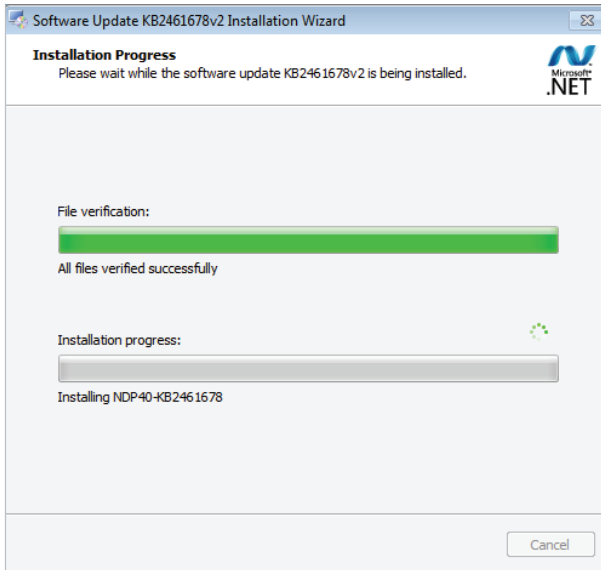 Software Update KB2461678v2 Installation Wizard
Installation Progress
Please wait while the software update KB2461678v2 is being installed.
Microsoft®
.NET
File verification:
All files verified successfully
Installation progress:
Installing NDP40-KB2461678
Cancel